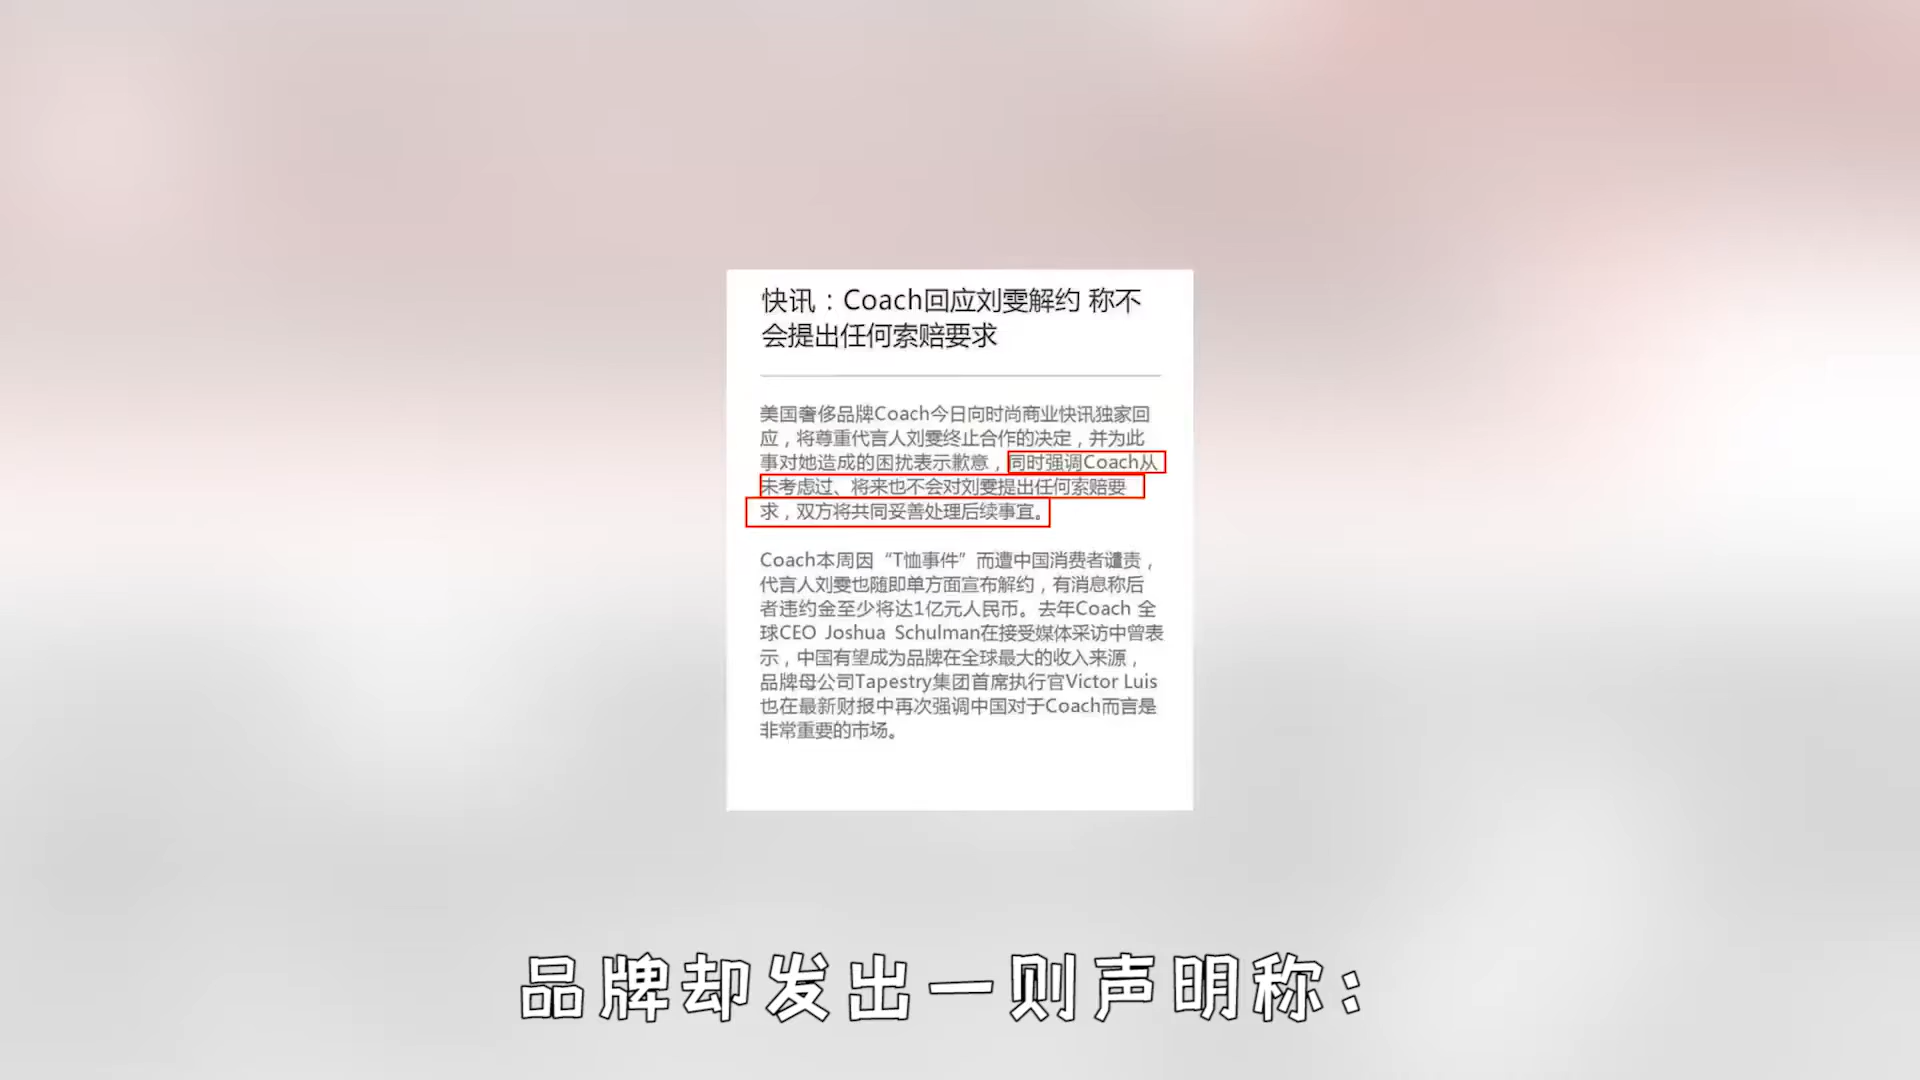 快讯：Coach回应刘雯解约 称不
会提出任何索赔要求
美国奢侈品牌Coach今日向时尚商业快讯独家回
应，将尊重代言人刘雯终止合作的决定，并为此
事对她造成的困扰表示歉意，同时强调Coach从
未考虑过、将来也不会对刘雯提出任何索赔要
求，双方将共同妥善处理后续事宜。
Coach本周因“T恤事件”而遭中国消费者谴责，
代言人刘雯也随即单方面宣布解约，有消息称后
者违约金至少将达1亿元人民币。去年Coach 全
球CEO Joshua Schulman在接受媒体采访中曾表
示，中国有望成为品牌在全球最大的收入来源，
品牌母公司Tapestry集团首席执行官Victor Luis
也在最新财报中再次强调中国对于Coach而言是
非常重要的市场。
品牌却发出一则声明称：